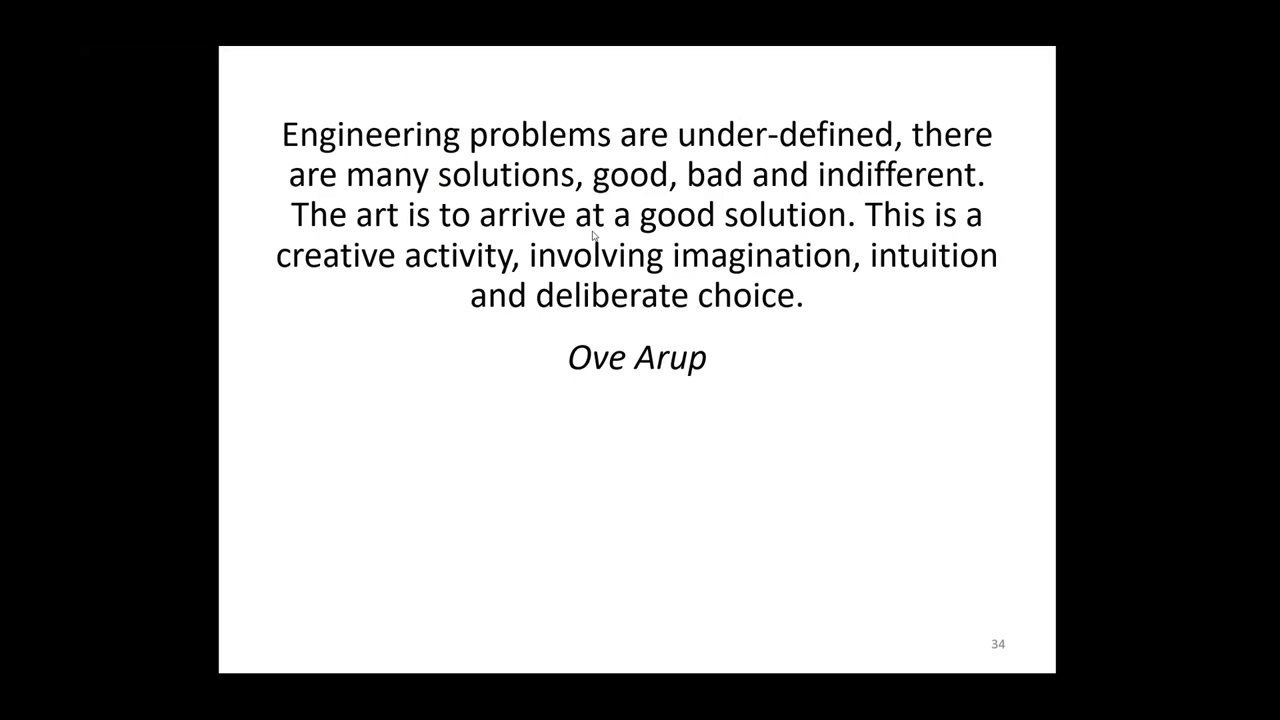 Engineering problems are under-defined, there
are many solutions, good, bad and indifferent.
The art is to arrive at a good solution. This is a
creative activity, involving imagination, intuition
and deliberate choice.
Ove Arup
34